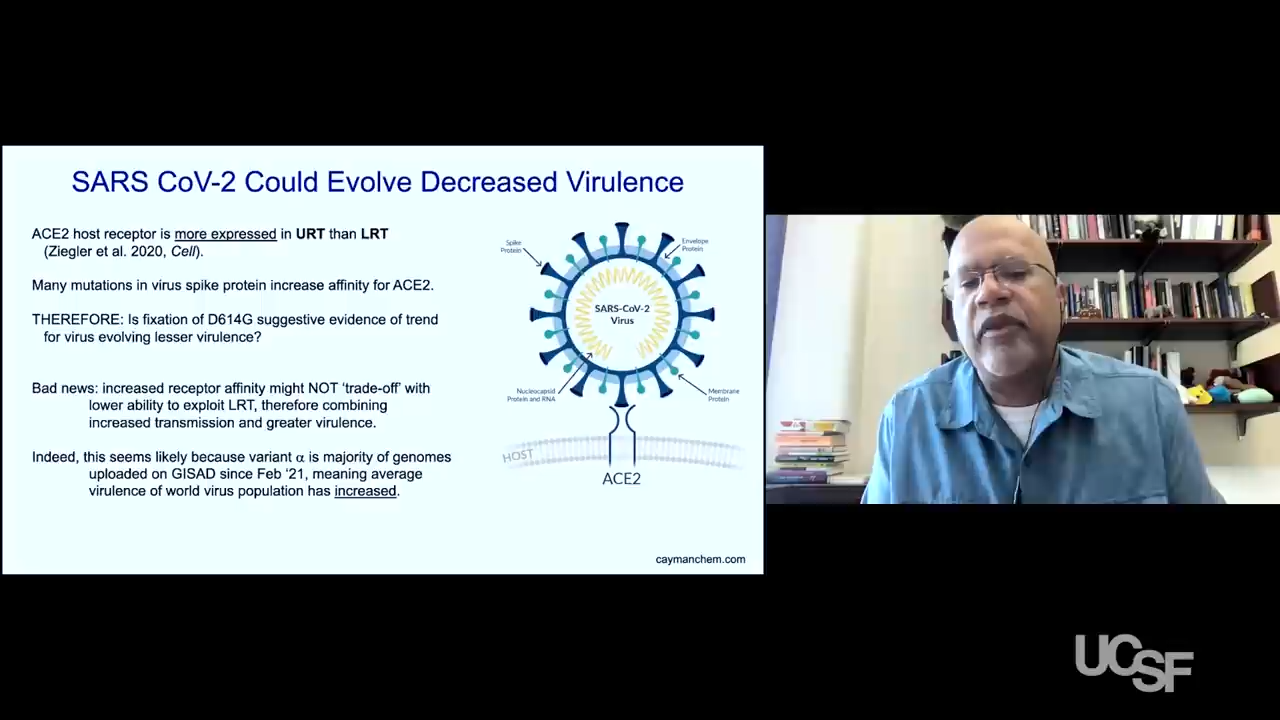 SARS CoV-2 Could Evolve Decreased Virulence
ACE2 host receptor is more expressed in URT than LRT
(Ziegler et al. 2020, Cell).
Many mutations in virus spike protein increase affinity for ACE2.
THEREFORE: Is fixation of D614G suggestive evidence of trend
for virus evolving lesser virulence?
Bad news: increased receptor affinity might NOT ‘trade-off’ with
lower ability to exploit LRT, therefore combining
increased transmission and greater virulence.
Indeed, this seems likely because variant α is majority of genomes
uploaded on GISAD since Feb ‘21, meaning average
virulence of world virus population has increased.
Spike
Protein
Envelope
Protein
SARS-CoV-2
Virus
Nucleocapsid
Protein and RNA
Membrane
Protein
HOST
ACE2
caymanchem.com
UCSF